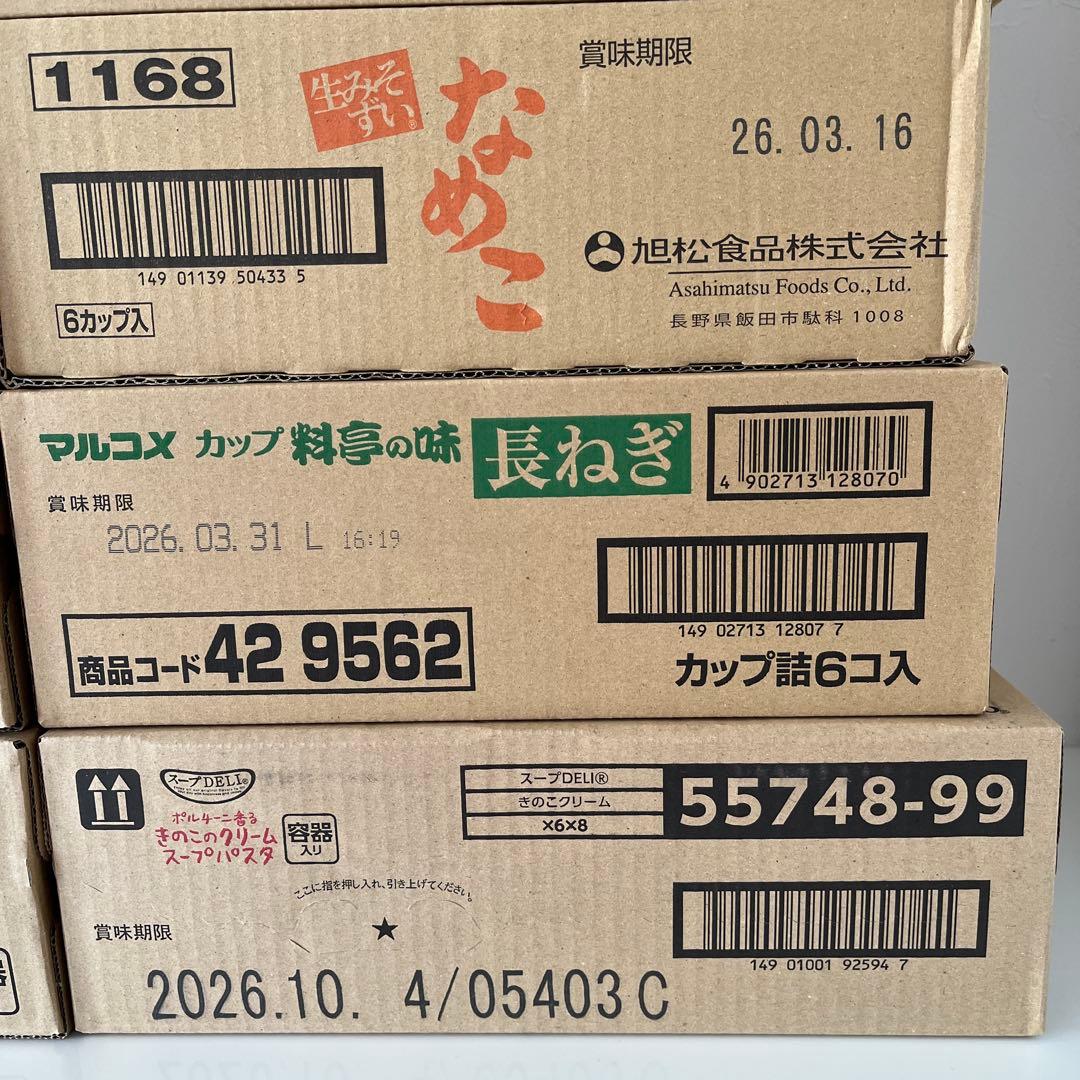 1168
生みそ
ずい®
なめこ
賞味期限
26.03.16
149 01139 50433 5
6カップ入
旭松食品株式会社
Asahimatsu Foods Co., Ltd.
長野県飯田市駄科1008
マルコメ カップ 料亭の味 長ねぎ
4 902713 128070
賞味期限
2026.03.31 L 16:19
149 02713 12807 7
商品コード 42 9562
カップ詰6コ入
スープDELI®
ポルチーニ香る
きのこのクリーム
スープパスタ
容器
入り
スープDELI®
きのこクリーム
×6×8
55748-99
ここに指を押し入れ、引き上げてください。
★
賞味期限
2026.10. 4/05403 C
149 01001 92594 7
器